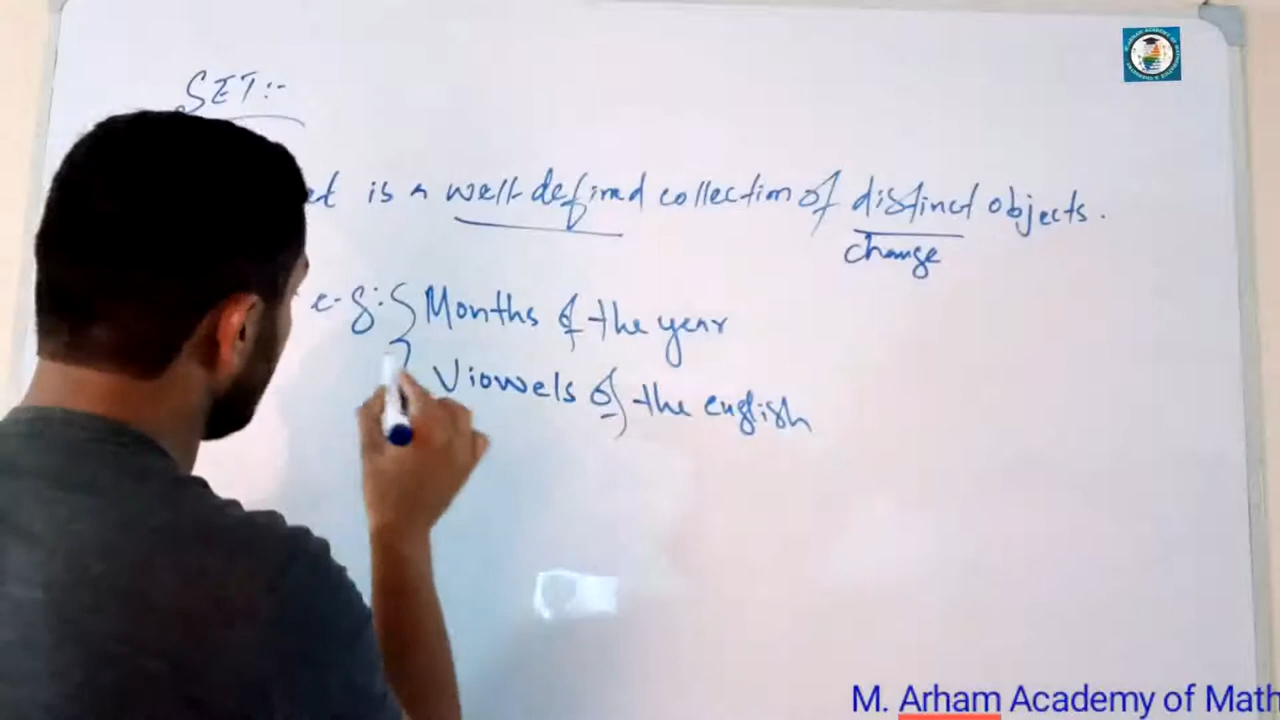 SET:-
et is a well defined collection of distinct objects.
change
e.g: Months of the year
Viowels of the english
M. Arham Academy of Math